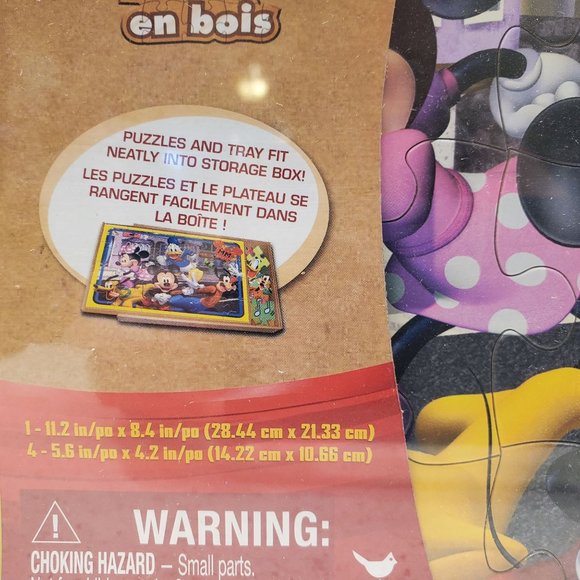 en bois
PUZZLES AND TRAY FIT
NEATLY INTO STORAGE BOX!
LES PUZZLES ET LE PLATEAU SE
RANGENT FACILEMENT DANS
LA BOÎTE !
1 - 11.2 in/po x 8.4 in/po (28.44 cm x 21.33 cm)
4 - 5.6 in/po x 4.2 in/po (14.22 cm x 10.66 cm)
WARNING:
CHOKING HAZARD – Small parts.